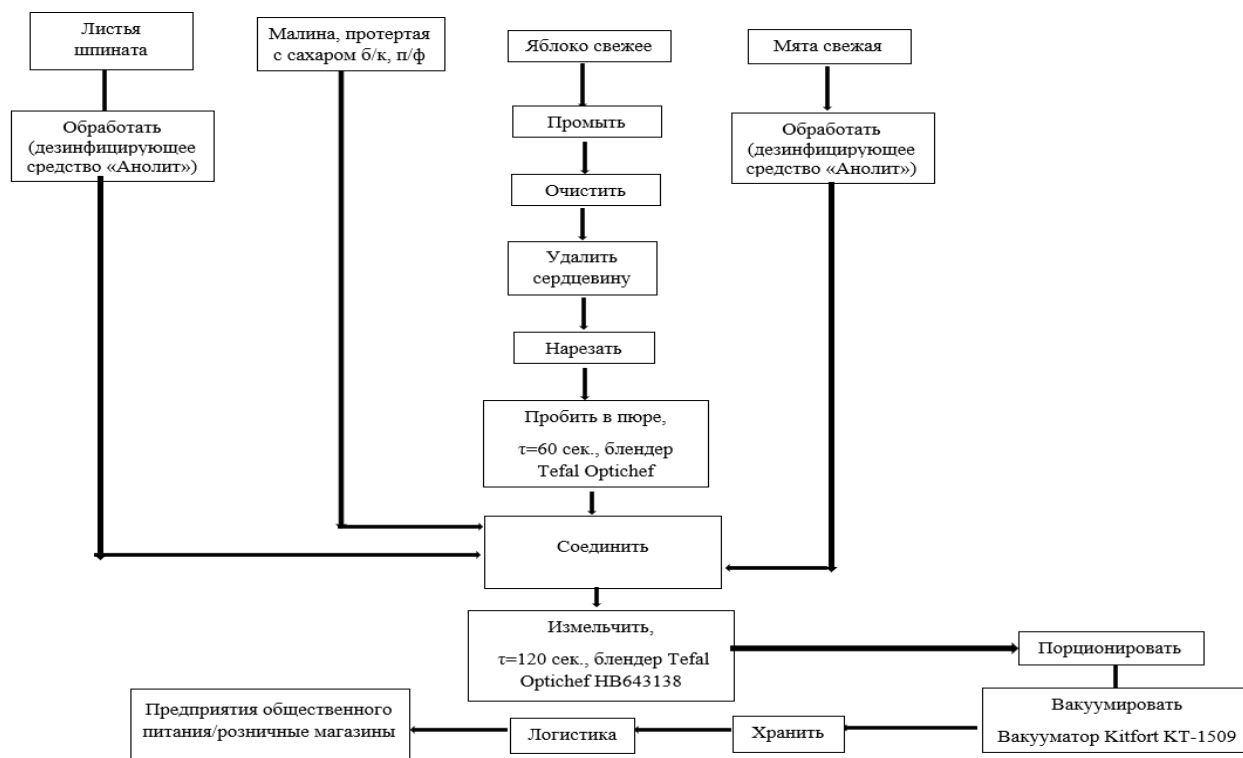 Листья
шпината
Малина, протертая
с сахаром б/к, п/ф
Яблоко свежее
Мята свежая
Обработать
(дезинфицирующее
средство «Анолит»)
Промыть
Обработать
(дезинфицирующее
средство «Анолит»)
Очистить
Удалить
сердцевину
Нарезать
Пробить в пюре,
τ=60 сек., блендер
Tefal Optichef
Соединить
Измельчить,
τ=120 сек., блендер Tefal
Optichef HB643138
Порционировать
Вакуумировать
Вакууматор Kitfort KT-1509
Хранить
Логистика
Предприятия общественного
питания/розничные магазины